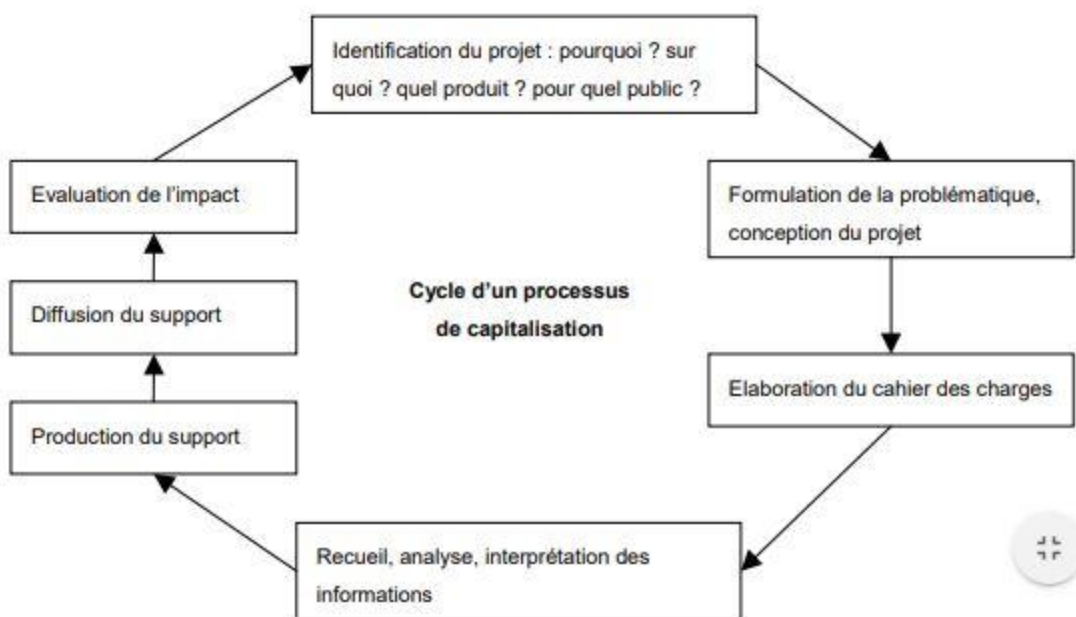 Identification du projet : pourquoi ? sur
quoi ? quel produit ? pour quel public ?
Formulation de la problématique,
conception du projet
Elaboration du cahier des charges
Recueil, analyse, interprétation des
informations
Production du support
Diffusion du support
Evaluation de l'impact
Cycle d'un processus
de capitalisation